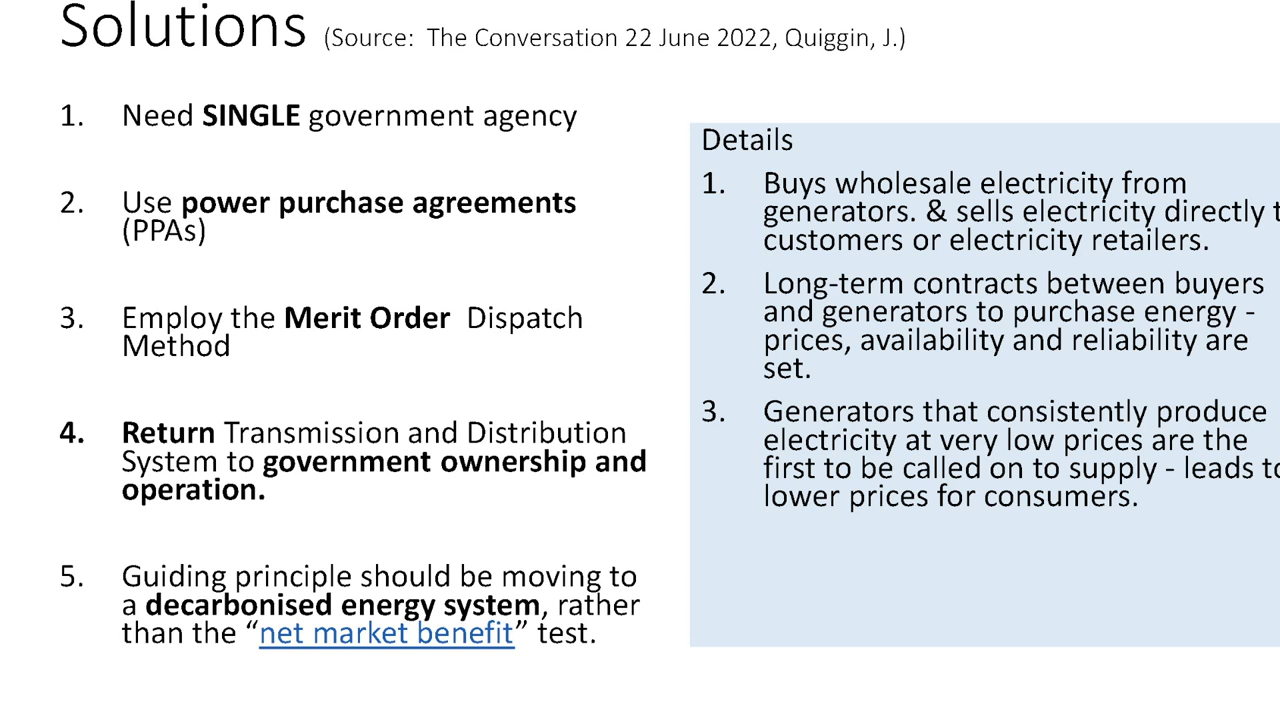 Solutions (Source: The Conversation 22 June 2022, Quiggin, J.)
1. Need SINGLE government agency
2. Use power purchase agreements
(PPAs)
3. Employ the Merit Order Dispatch
Method
4. Return Transmission and Distribution
System to government ownership and
operation.
5. Guiding principle should be moving to
a decarbonised energy system, rather
than the “net market benefit” test.
Details
1. Buys wholesale electricity from
generators. & sells electricity directly
customers or electricity retailers.
2. Long-term contracts between buyers
and generators to purchase energy -
prices, availability and reliability are
set.
3. Generators that consistently produce
electricity at very low prices are the
first to be called on to supply - leads
lower prices for consumers.